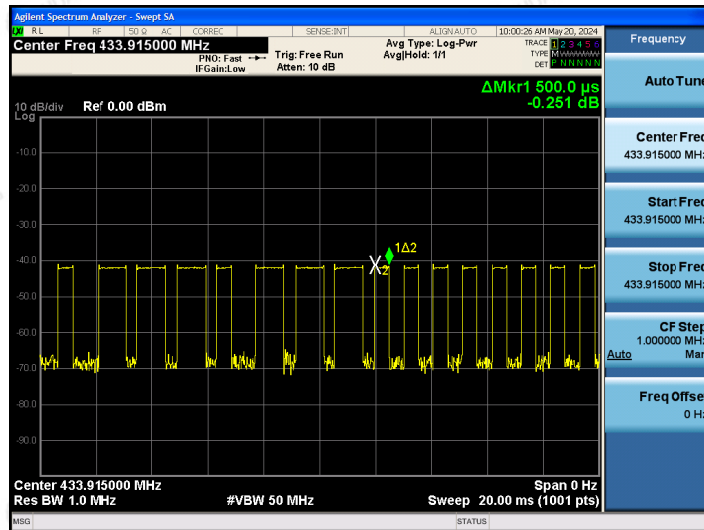 Agilent Spectrum Analyzer - Swept SA
RL RF 50 Ω AC CORREC SENSE:INT ALIGNAUTO 10:00:26 AM May 20, 2024
Center Freq 433.915000 MHz
PNO: Fast
IFGain:Low
Trig: Free Run
Atten: 10 dB
Avg Type: Log-Pwr
Avg|Hold: 1/1
TRACE 1 2 3 4 5 6
TYPE M
DET P N N N N N
ΔMkr1 500.0 µs
-0.251 dB
10 dB/div Ref 0.00 dBm
Log
-10.0
-20.0
-30.0
-40.0
-50.0
-60.0
-70.0
-80.0
-90.0
1Δ2
2
Center 433.915000 MHz Span 0 Hz
Res BW 1.0 MHz #VBW 50 MHz Sweep 20.00 ms (1001 pts)
MSG STATUS
Frequency
Auto Tune
Center Freq
433.915000 MHz
Start Freq
433.915000 MHz
Stop Freq
433.915000 MHz
CF Step
1.000000 MHz
Auto Man
Freq Offset
0 Hz